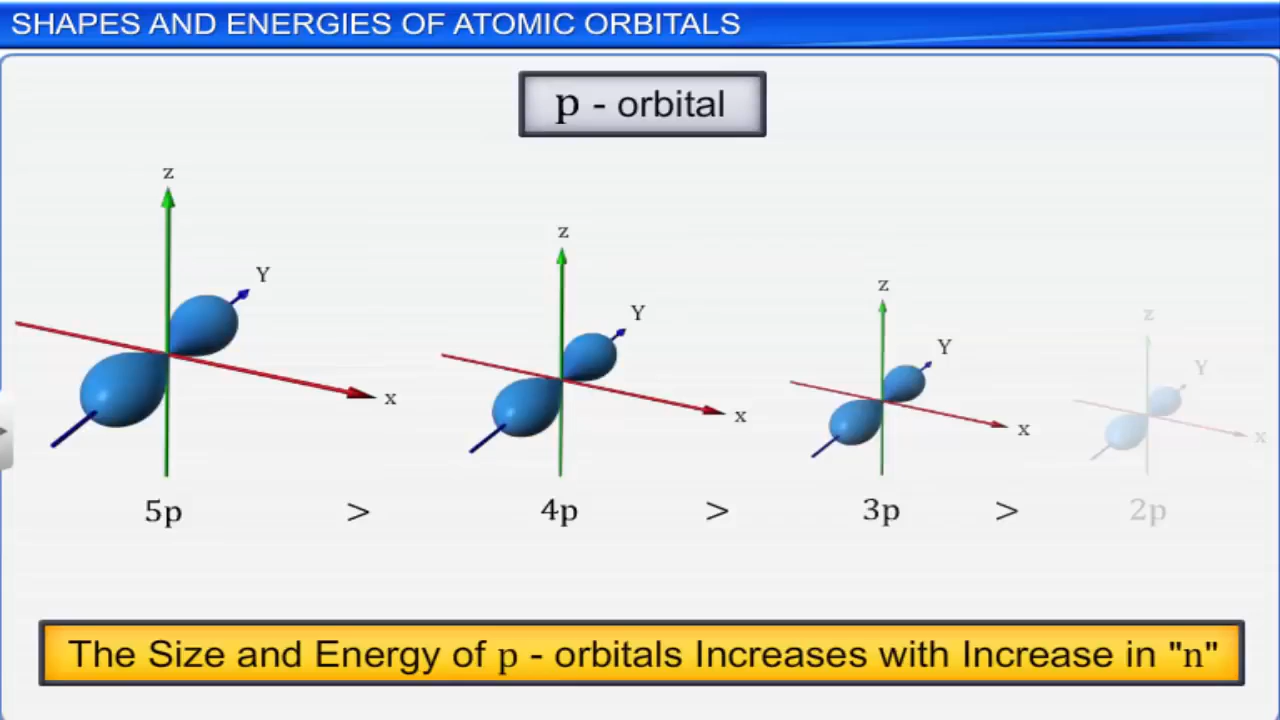 SHAPES AND ENERGIES OF ATOMIC ORBITALS
p - orbital
z
Y
x
z
Y
x
z
Y
x
z
Y
x
5p > 4p > 3p > 2p
The Size and Energy of p - orbitals Increases with Increase in "n"